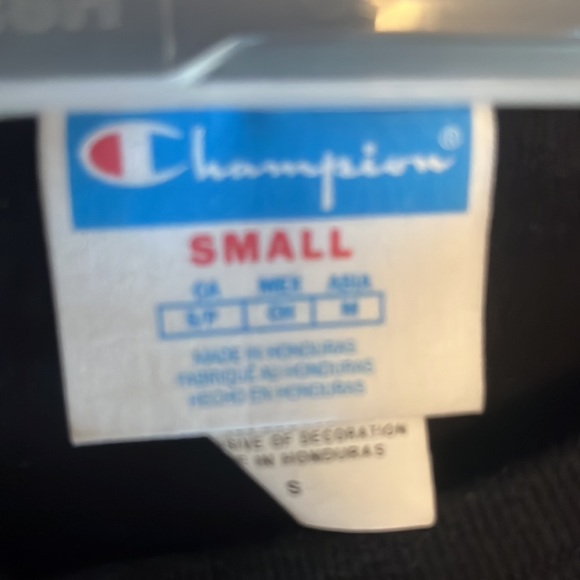 Champion®
SMALL
CA MEX ASIA
S/P CH M
MADE IN HONDURAS
FABRIQUÉ AU HONDURAS
HECHO EN HONDURAS
OF DECORATION
IN HONDURAS
S